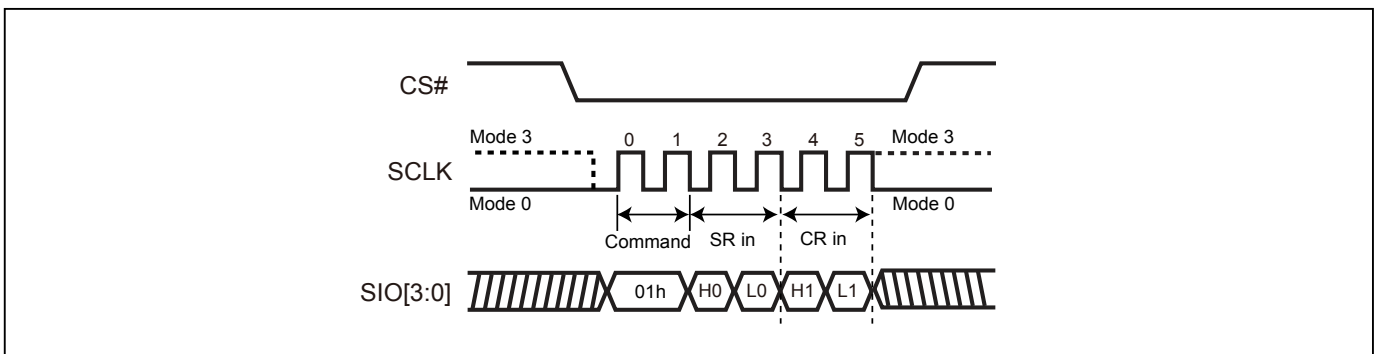 CS#
Mode 3 0 1 2 3 4 5 Mode 3
SCLK
Mode 0 Mode 0
Command SR in CR in
SIO[3:0] 01h H0 L0 H1 L1